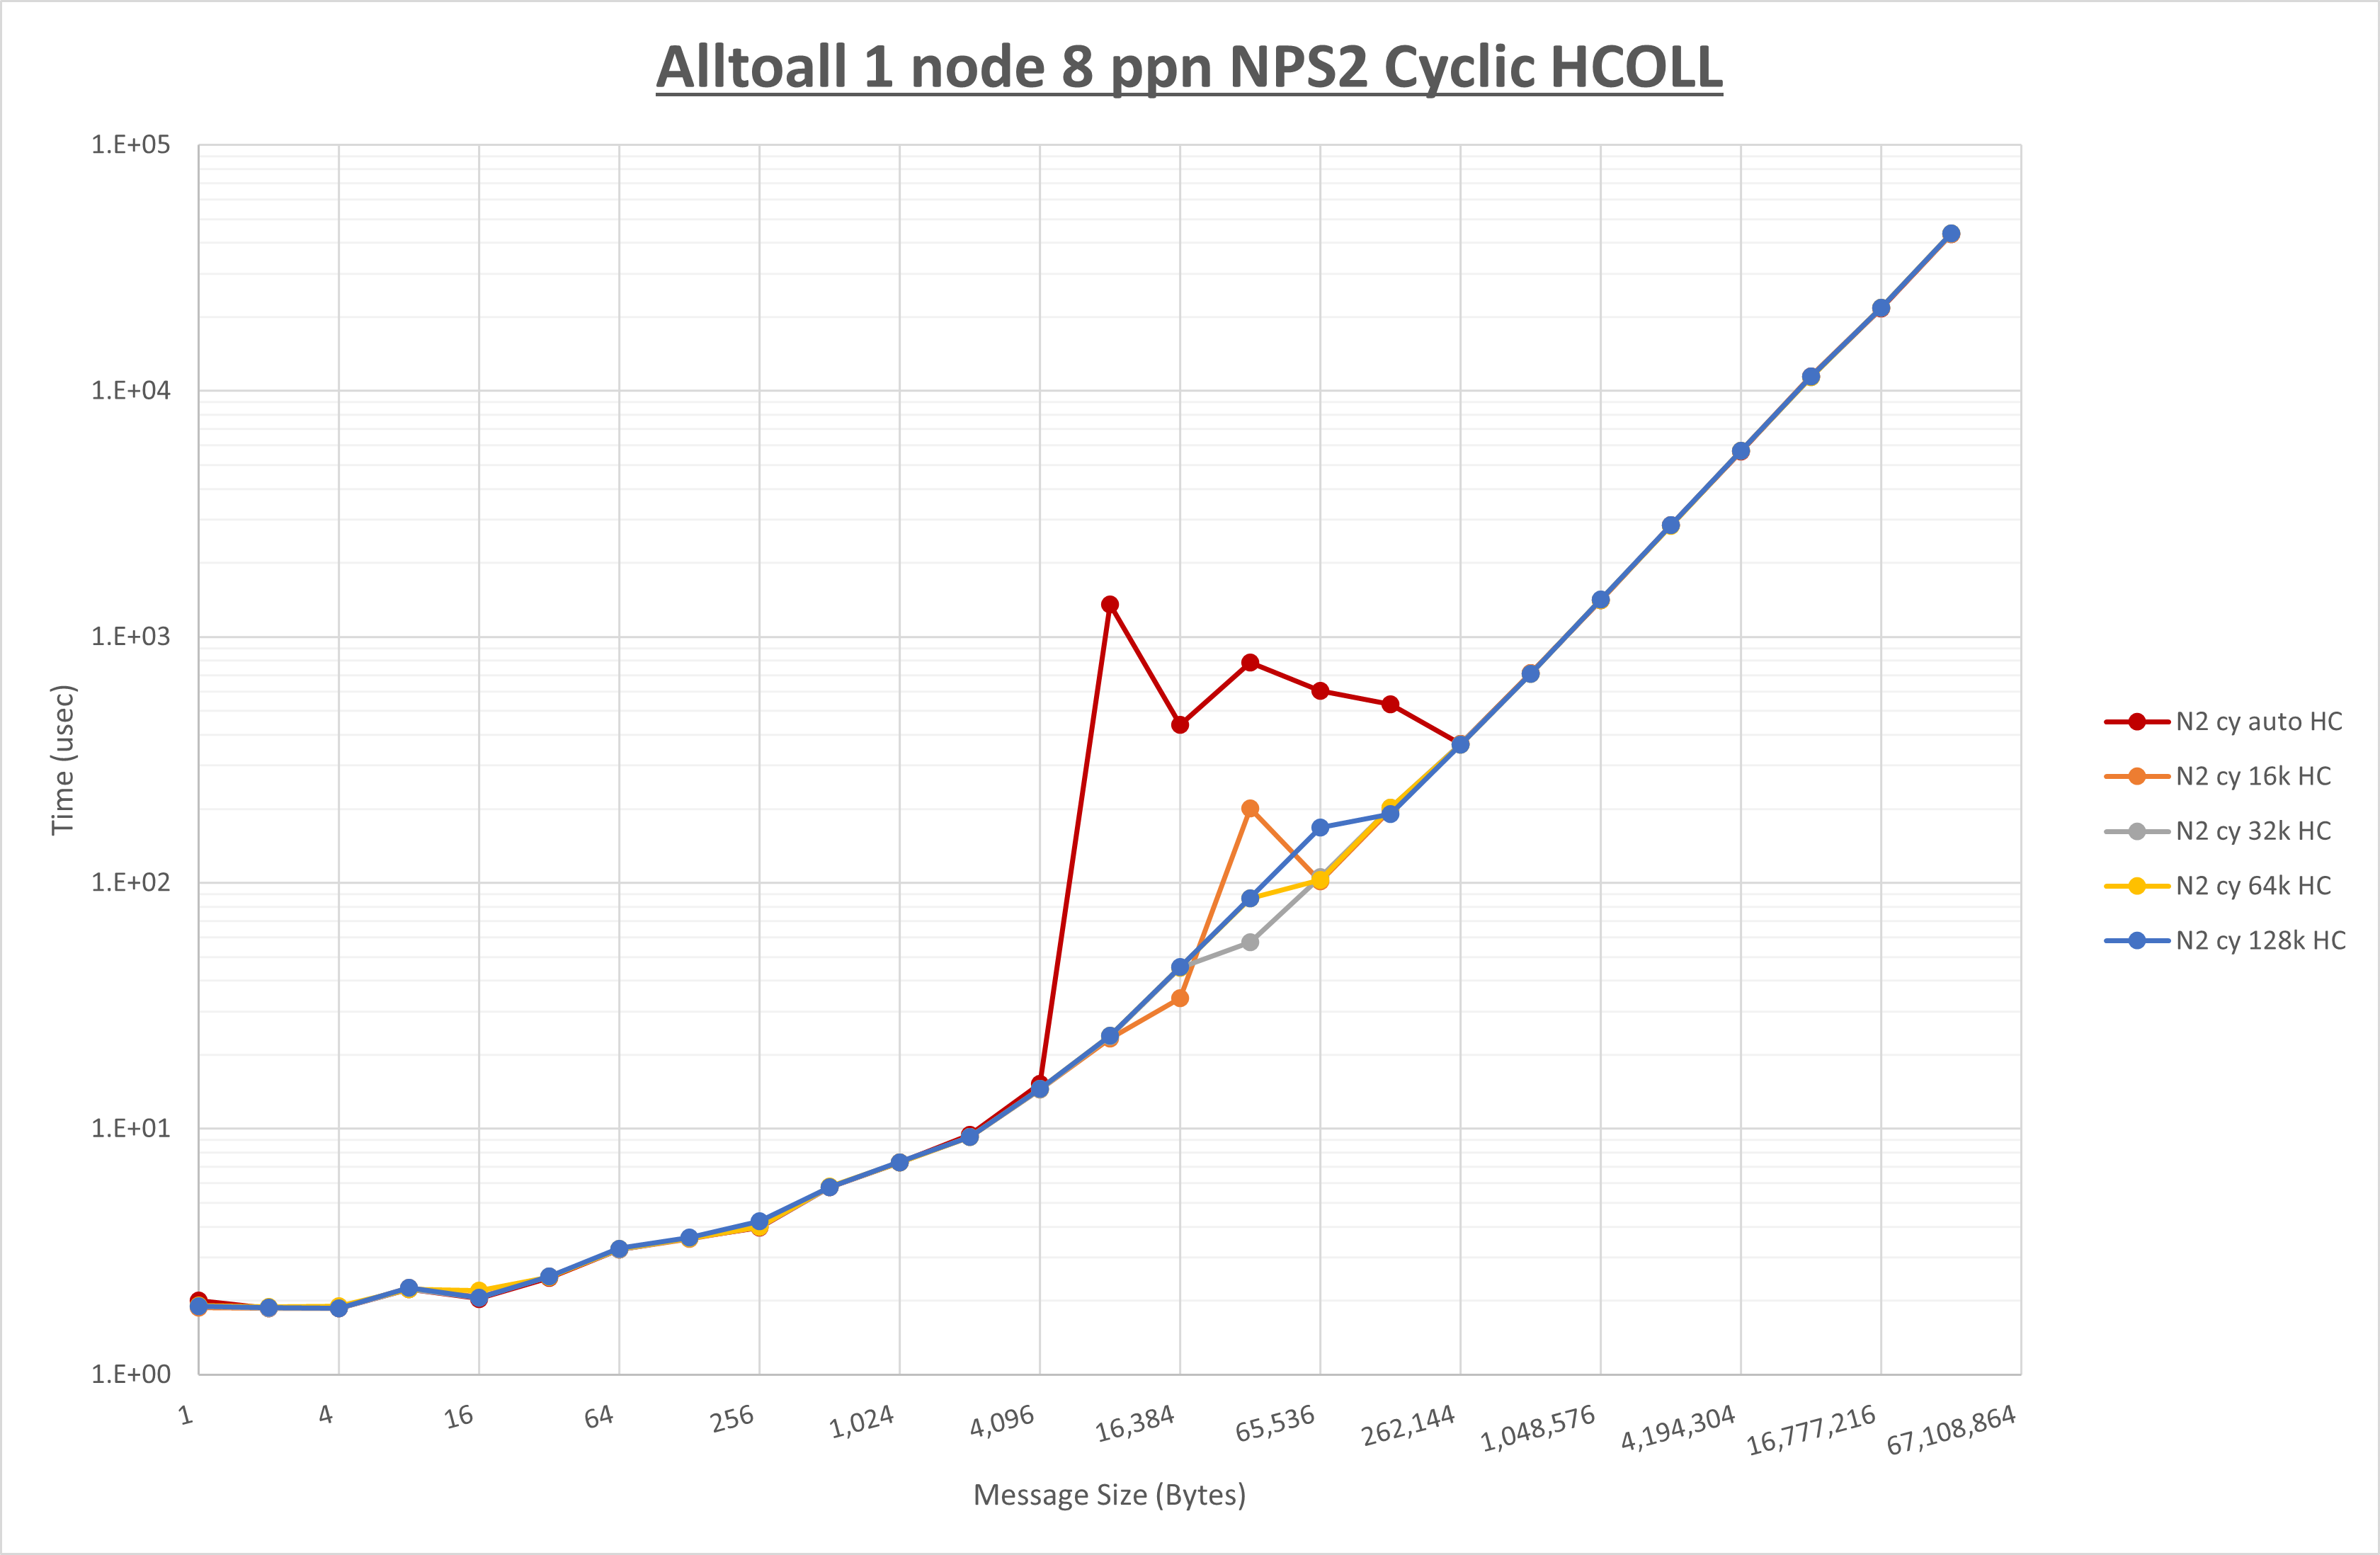 Alltoall 1 node 8 ppn NPS2 Cyclic HCOLL
1.E+05
1.E+04
1.E+03
1.E+02
1.E+01
1.E+00
Time (usec)
1
4
16
64
256
1,024
4,096
16,384
65,536
262,144
1,048,576
4,194,304
16,777,216
67,108,864
Message Size (Bytes)
N2 cy auto HC
N2 cy 16k HC
N2 cy 32k HC
N2 cy 64k HC
N2 cy 128k HC